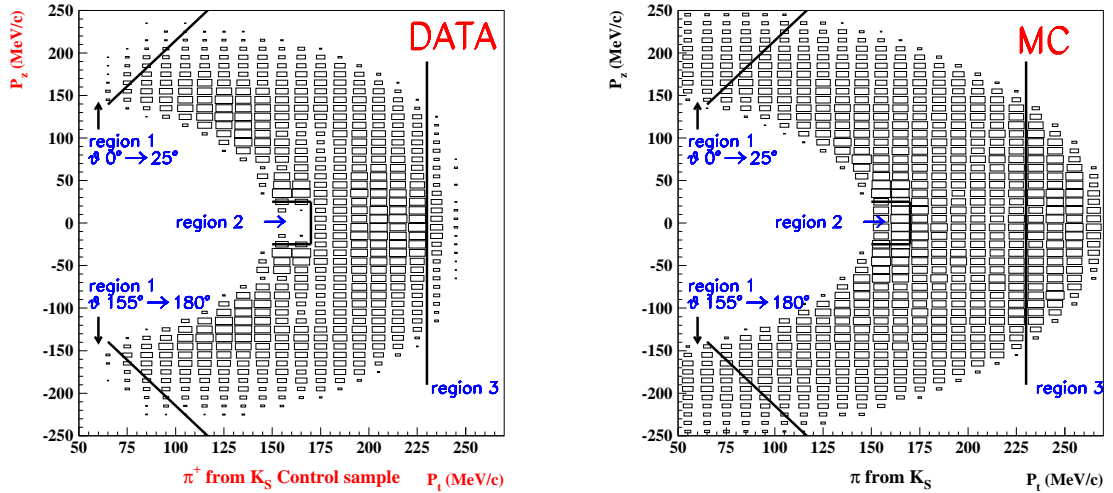 DATA
P_z (MeV/c)
250
200
150
100
50
0
-50
-100
-150
-200
-250
region 1
ϑ 0° → 25°
region 2 →
region 1
ϑ 155° → 180°
region 3
50 75 100 125 150 175 200 225 250
π⁺ from K_S Control sample P_t (MeV/c)
MC
P_z (MeV/c)
250
200
150
100
50
0
-50
-100
-150
-200
-250
region 1
ϑ 0° → 25°
region 2 →
region 1
ϑ 155° → 180°
region 3
50 75 100 125 150 175 200 225 250
π from K_S P_t (MeV/c)